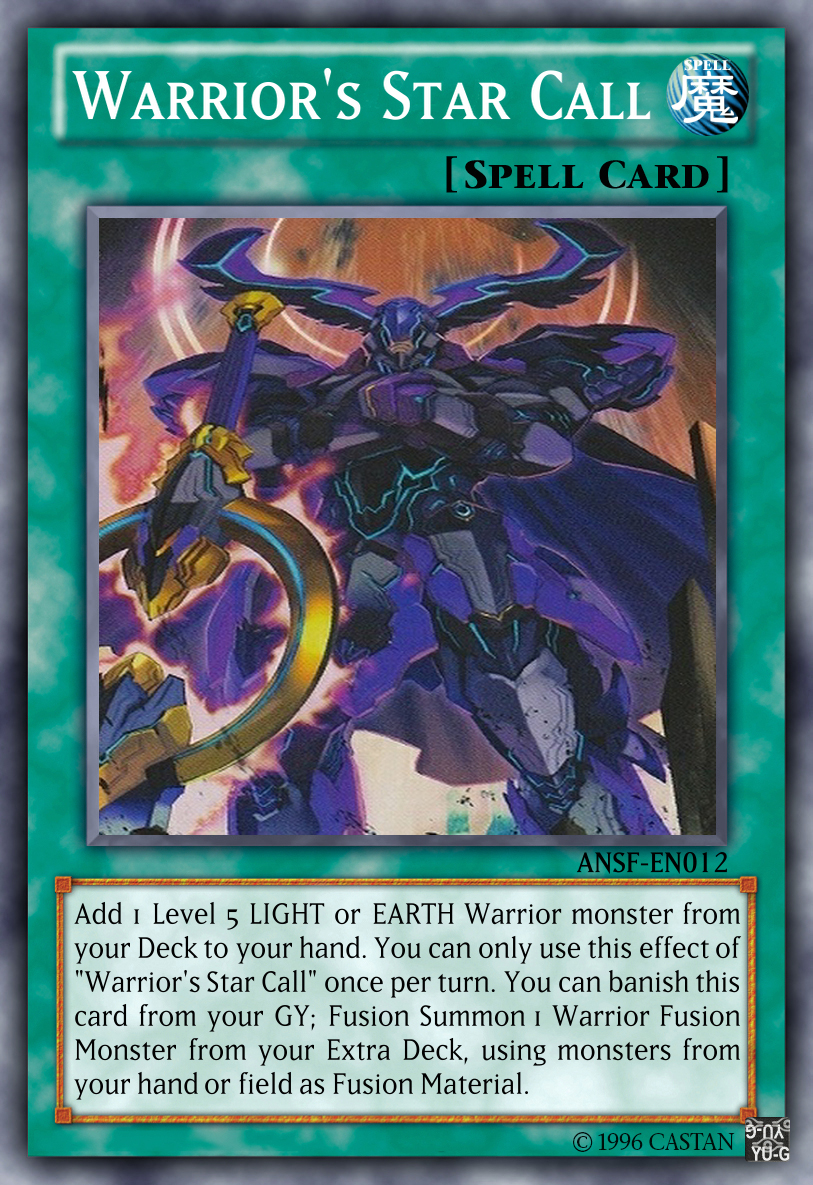 WARRIOR'S STAR CALL
SPELL
魔
[SPELL CARD]
ANSF-EN012
Add 1 Level 5 LIGHT or EARTH Warrior monster from
your Deck to your hand. You can only use this effect of
"Warrior's Star Call" once per turn. You can banish this
card from your GY; Fusion Summon 1 Warrior Fusion
Monster from your Extra Deck, using monsters from
your hand or field as Fusion Material.
© 1996 CASTAN
YU-G
YU-G